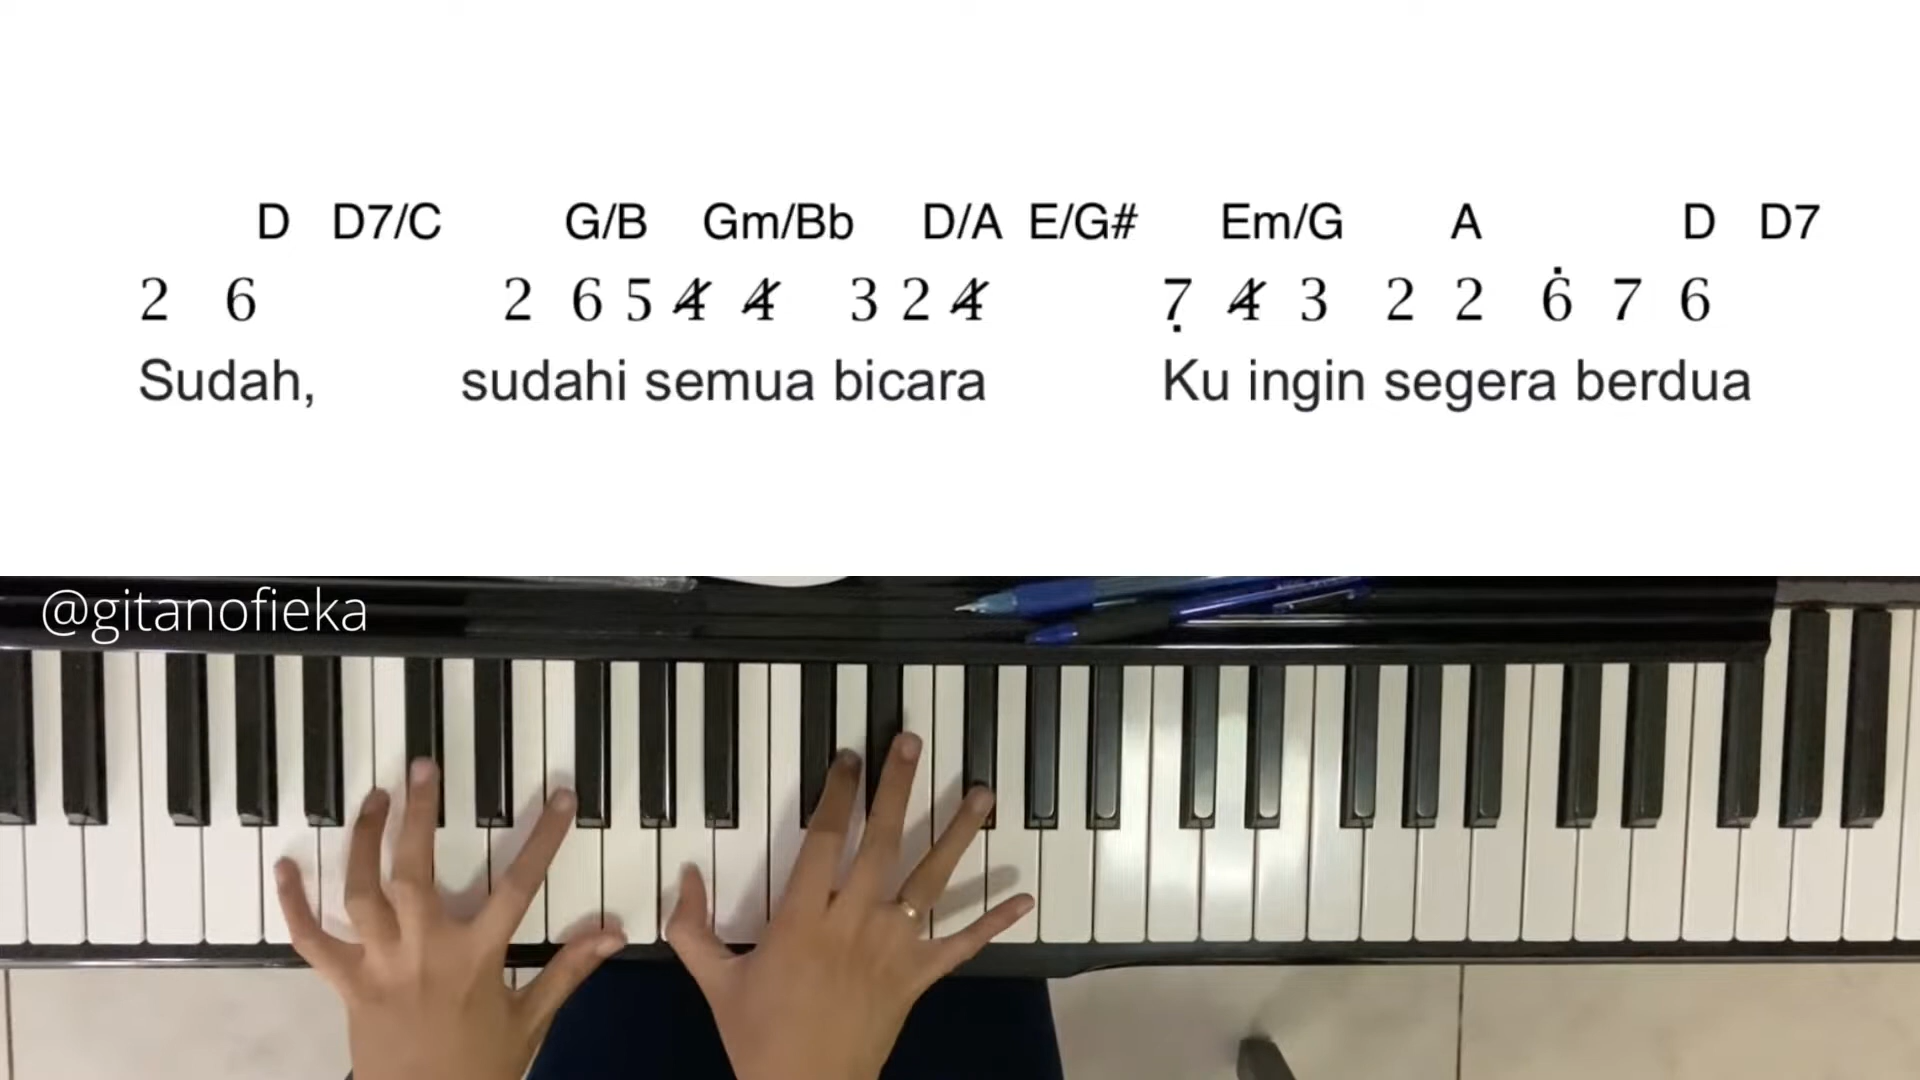 D D7/C G/B Gm/Bb D/A E/G# Em/G A D D7
2 6 2 6 5 4̸ 4̸ 3 2 4̸ 7̣ 4̸ 3 2 2 6̇ 7 6
Sudah, sudahi semua bicara Ku ingin segera berdua
@gitanofieka